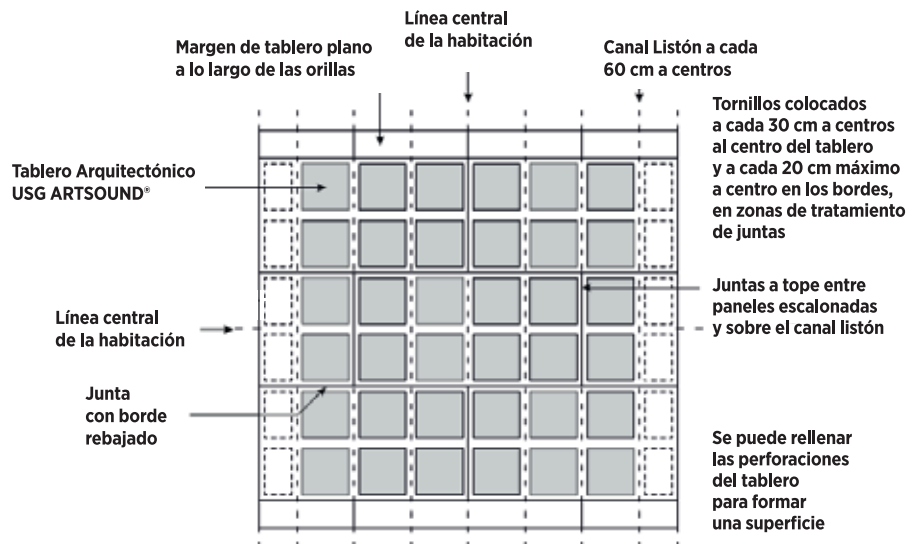 Línea central
de la habitación
Margen de tablero plano
a lo largo de las orillas
Canal Listón a cada
60 cm a centros
Tornillos colocados
a cada 30 cm a centros
al centro del tablero
y a cada 20 cm máximo
a centro en los bordes,
en zonas de tratamiento
de juntas
Tablero Arquitectónico
USG ARTSOUND®
Juntas a tope entre
paneles escalonadas
y sobre el canal listón
Línea central
de la habitación
Junta
con borde
rebajado
Se puede rellenar
las perforaciones
del tablero
para formar
una superficie